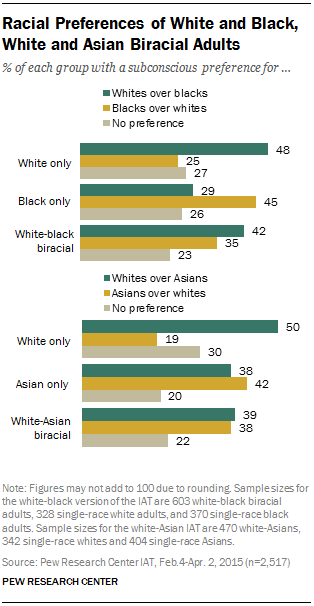 Racial Preferences of White and Black,
White and Asian Biracial Adults
% of each group with a subconscious preference for ...
Whites over blacks
Blacks over whites
No preference
White only
48
25
27
Black only
29
45
26
White-black
biracial
42
35
23
Whites over Asians
Asians over whites
No preference
White only
50
19
30
Asian only
38
42
20
White-Asian
biracial
39
38
22
Note: Figures may not add to 100 due to rounding. Sample sizes for
the white-black version of the IAT are 603 white-black biracial
adults, 328 single-race white adults, and 370 single-race black
adults. Sample sizes for the white-Asian IAT are 470 white-Asians,
342 single-race whites and 404 single-race Asians.
Source: Pew Research Center IAT, Feb.4-Apr. 2, 2015 (n=2,517)
PEW RESEARCH CENTER